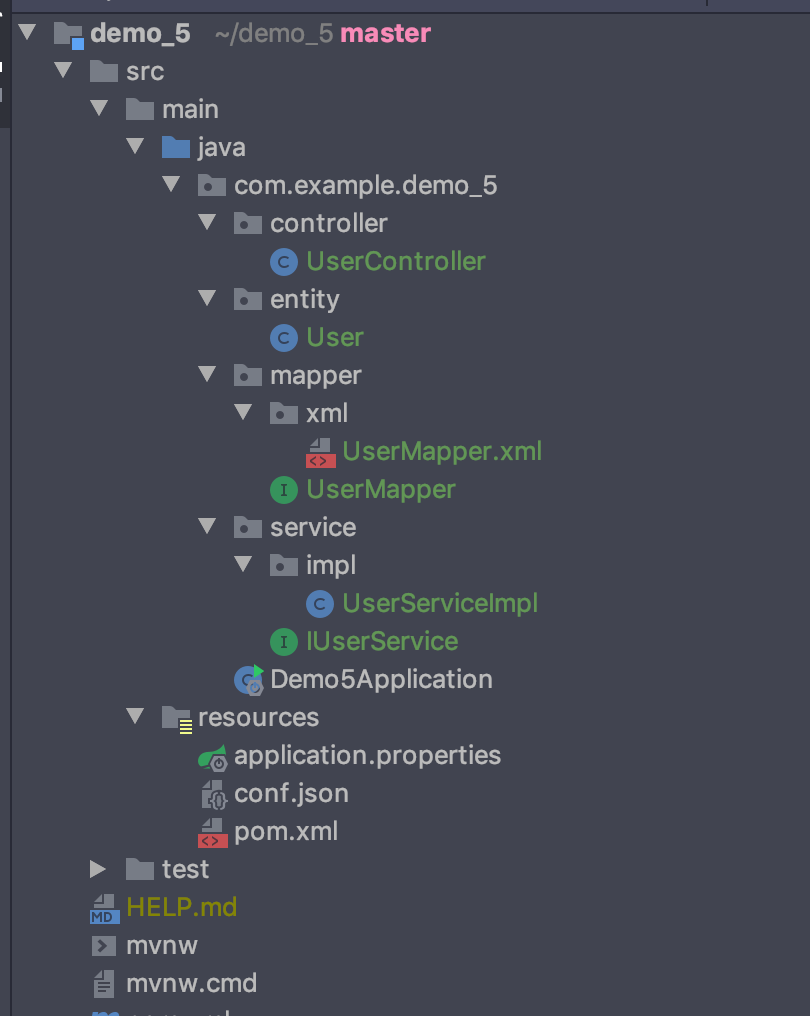 demo_5 ~/demo_5 master
src
main
java
com.example.demo_5
controller
C UserController
entity
C User
mapper
xml
<> UserMapper.xml
I UserMapper
service
impl
C UserServiceImpl
I IUserService
C Demo5Application
resources
application.properties
{} conf.json
<> pom.xml
test
MD HELP.md
mvnw
mvnw.cmd